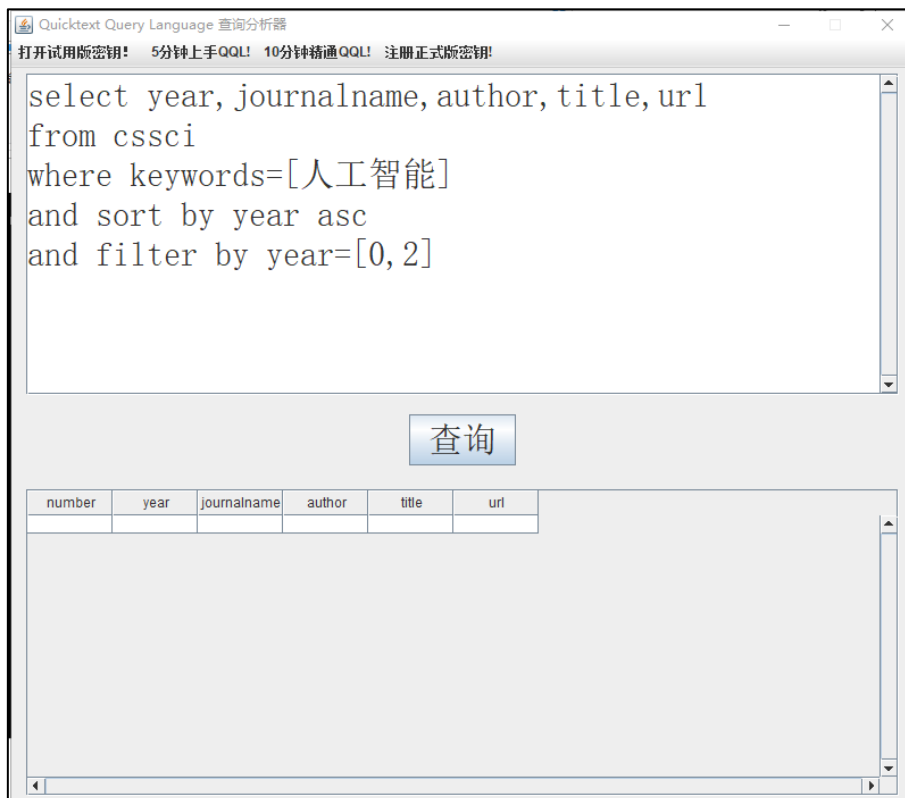 Quicktext Query Language 查询分析器
打开试用版密钥! 5分钟上手QQL! 10分钟精通QQL! 注册正式版密钥!
select year,journalname,author,title,url
from cssci
where keywords=[人工智能]
and sort by year asc
and filter by year=[0,2]
查询
number year journalname author title url